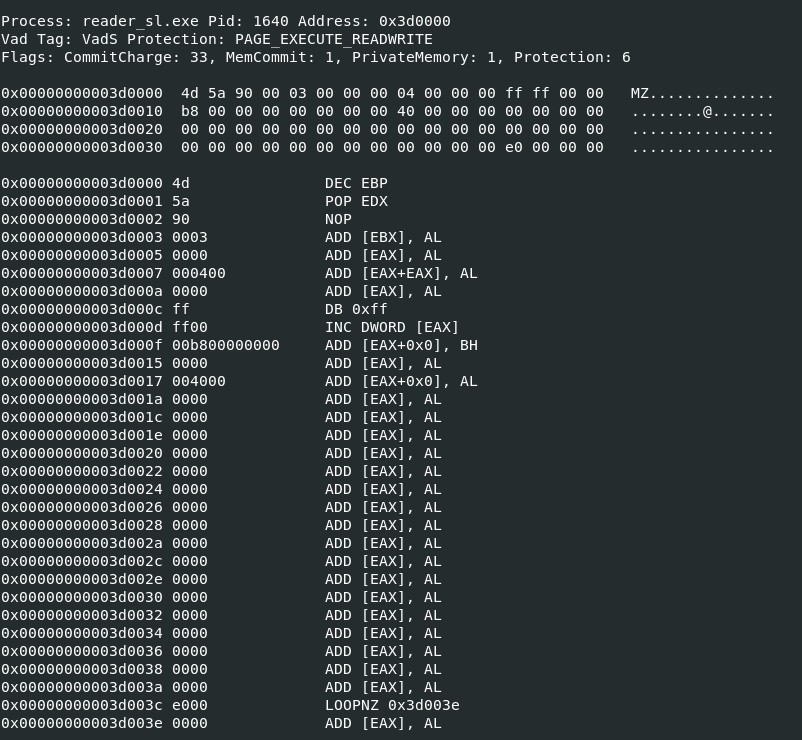 Process: reader_sl.exe Pid: 1640 Address: 0x3d0000
Vad Tag: VadS Protection: PAGE_EXECUTE_READWRITE
Flags: CommitCharge: 33, MemCommit: 1, PrivateMemory: 1, Protection: 6
0x00000000003d0000  4d 5a 90 00 03 00 00 00 04 00 00 00 ff ff 00 00   MZ..............
0x00000000003d0010  b8 00 00 00 00 00 00 00 40 00 00 00 00 00 00 00   ........@.......
0x00000000003d0020  00 00 00 00 00 00 00 00 00 00 00 00 00 00 00 00   ................
0x00000000003d0030  00 00 00 00 00 00 00 00 00 00 00 00 e0 00 00 00   ................
0x00000000003d0000 4d               DEC EBP
0x00000000003d0001 5a               POP EDX
0x00000000003d0002 90               NOP
0x00000000003d0003 0003             ADD [EBX], AL
0x00000000003d0005 0000             ADD [EAX], AL
0x00000000003d0007 000400           ADD [EAX+EAX], AL
0x00000000003d000a 0000             ADD [EAX], AL
0x00000000003d000c ff               DB 0xff
0x00000000003d000d ff00             INC DWORD [EAX]
0x00000000003d000f 00b800000000     ADD [EAX+0x0], BH
0x00000000003d0015 0000             ADD [EAX], AL
0x00000000003d0017 004000           ADD [EAX+0x0], AL
0x00000000003d001a 0000             ADD [EAX], AL
0x00000000003d001c 0000             ADD [EAX], AL
0x00000000003d001e 0000             ADD [EAX], AL
0x00000000003d0020 0000             ADD [EAX], AL
0x00000000003d0022 0000             ADD [EAX], AL
0x00000000003d0024 0000             ADD [EAX], AL
0x00000000003d0026 0000             ADD [EAX], AL
0x00000000003d0028 0000             ADD [EAX], AL
0x00000000003d002a 0000             ADD [EAX], AL
0x00000000003d002c 0000             ADD [EAX], AL
0x00000000003d002e 0000             ADD [EAX], AL
0x00000000003d0030 0000             ADD [EAX], AL
0x00000000003d0032 0000             ADD [EAX], AL
0x00000000003d0034 0000             ADD [EAX], AL
0x00000000003d0036 0000             ADD [EAX], AL
0x00000000003d0038 0000             ADD [EAX], AL
0x00000000003d003a 0000             ADD [EAX], AL
0x00000000003d003c e000             LOOPNZ 0x3d003e
0x00000000003d003e 0000             ADD [EAX], AL